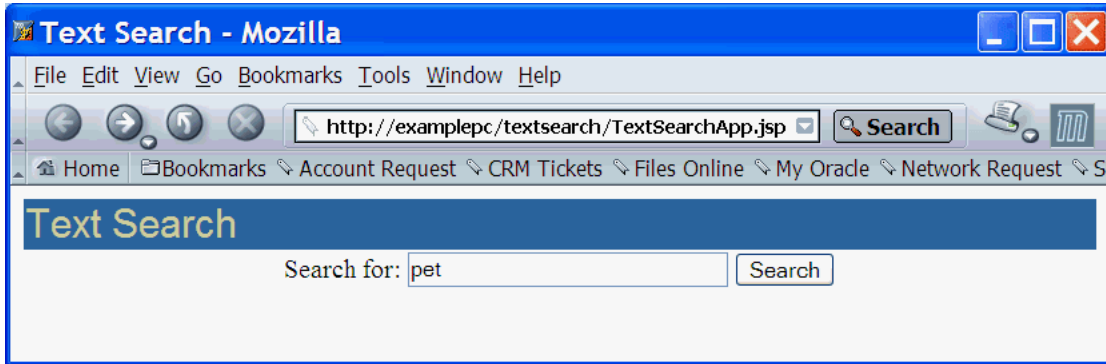 Text Search - Mozilla
File Edit View Go Bookmarks Tools Window Help
http://examplepc/textsearch/TextSearchApp.jsp Search
Home Bookmarks Account Request CRM Tickets Files Online My Oracle Network Request S
Text Search
Search for: pet Search